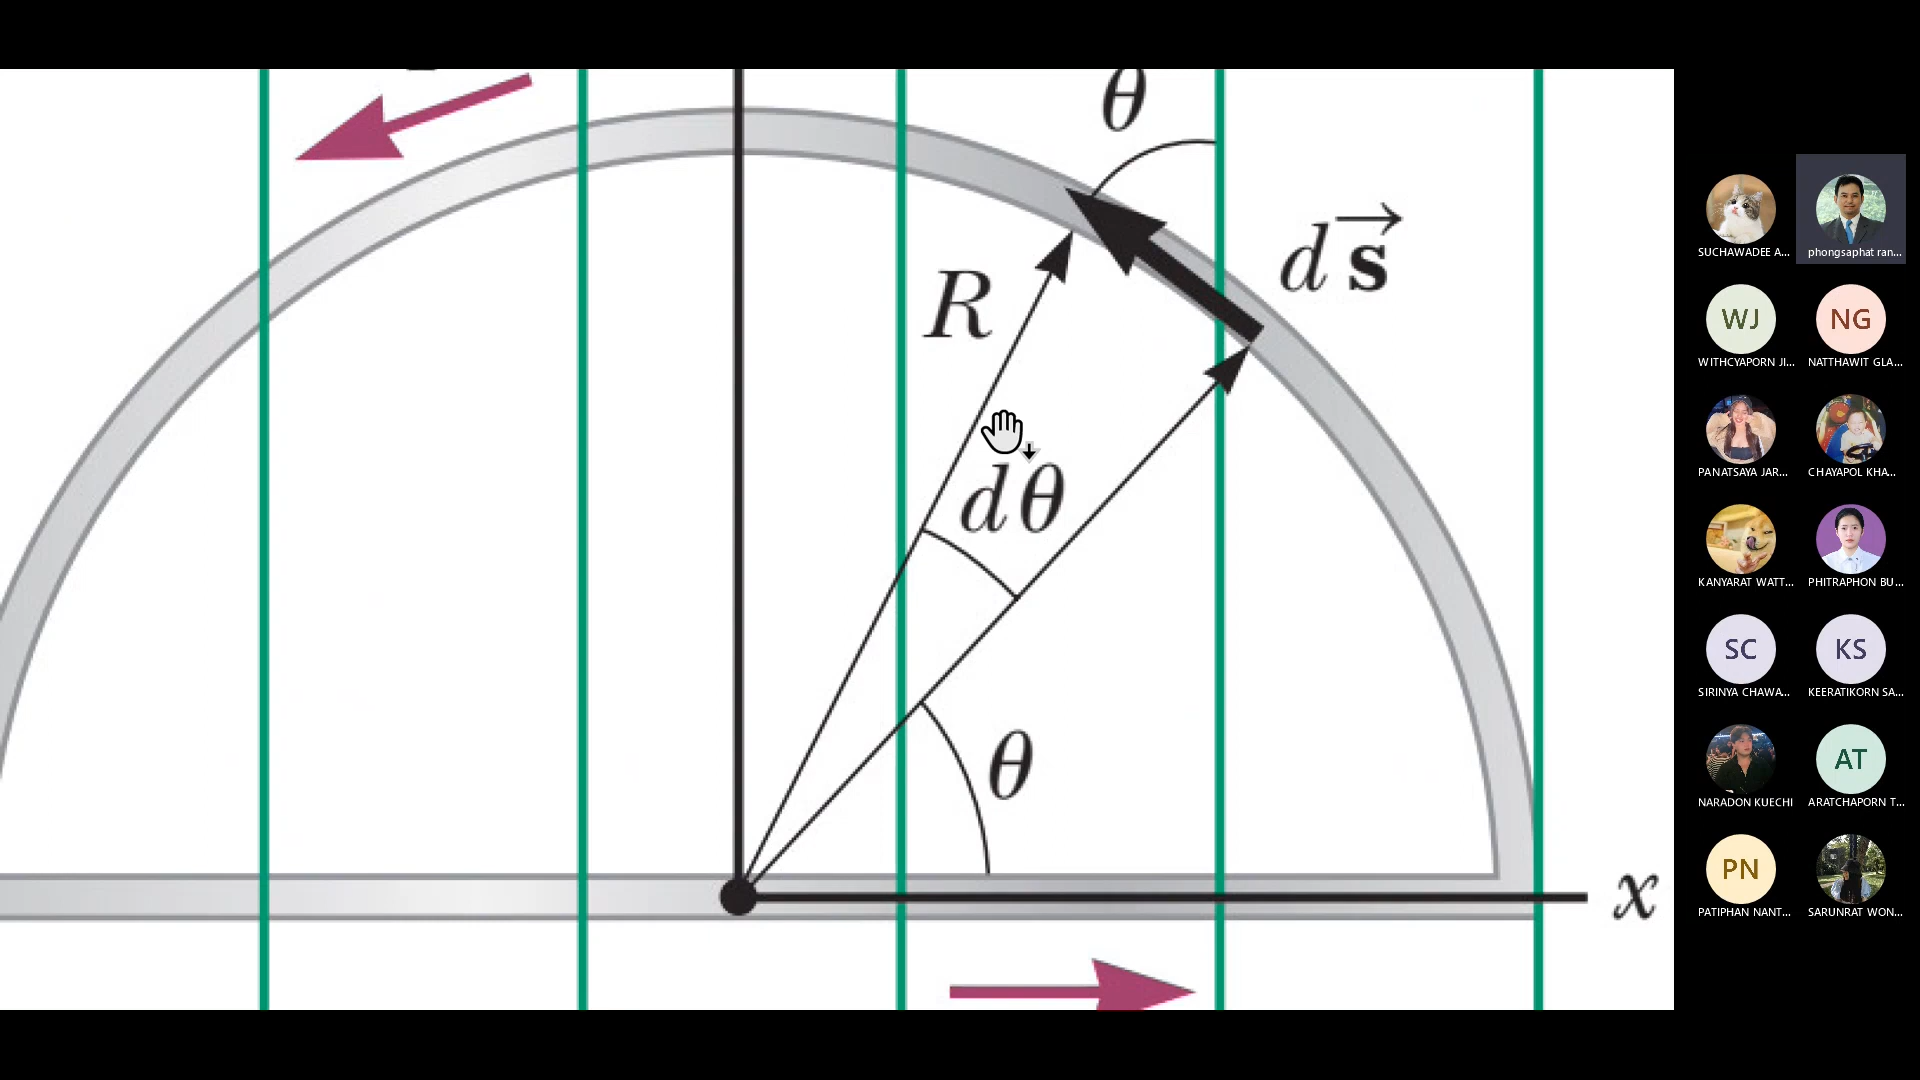 θ
d s⃗
R
dθ
θ
x
SUCHAWADEE A...
phongsaphat ran...
WJ
NG
WITHCYAPORN JI...
NATTHAWIT GLA...
PANATSAYA JAR...
CHAYAPOL KHA...
KANYARAT WATT...
PHITRAPHON BU...
SC
KS
SIRINYA CHAWA...
KEERATIKORN SA...
AT
NARADON KUECHI
ARATCHAPORN T...
PN
PATIPHAN NANT...
SARUNRAT WON...